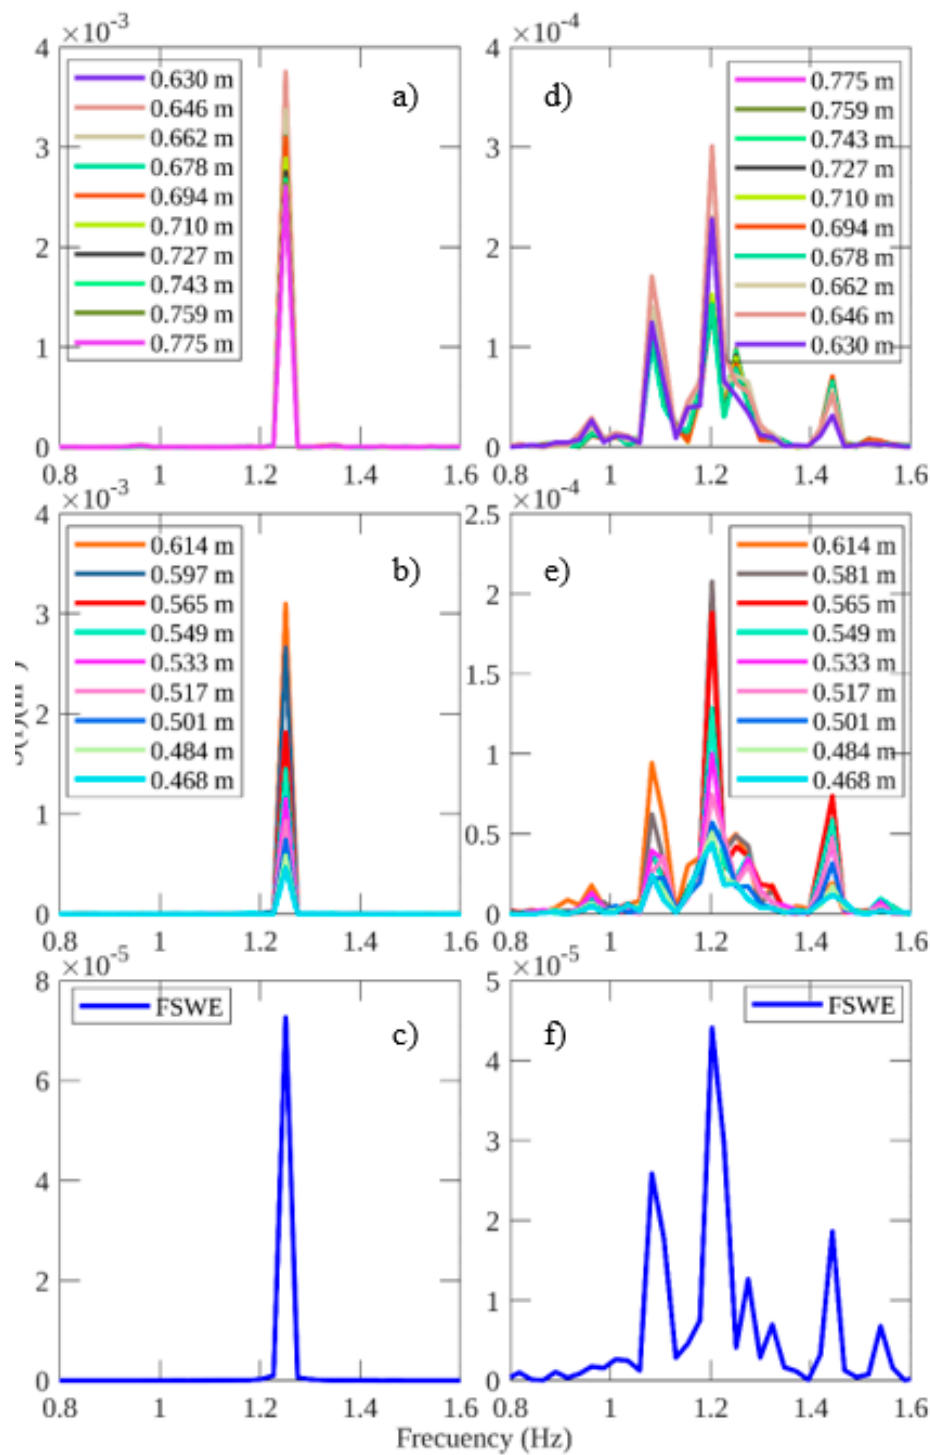 ×10⁻³
4
3
2
1
0
0.8 1 1.2 1.4 1.6
0.630 m
0.646 m
0.662 m
0.678 m
0.694 m
0.710 m
0.727 m
0.743 m
0.759 m
0.775 m
a)
×10⁻⁴
4
3
2
1
0
0.8 1 1.2 1.4 1.6
d)
0.775 m
0.759 m
0.743 m
0.727 m
0.710 m
0.694 m
0.678 m
0.662 m
0.646 m
0.630 m
×10⁻³
4
3
2
1
0
0.8 1 1.2 1.4 1.6
0.614 m
0.597 m
0.565 m
0.549 m
0.533 m
0.517 m
0.501 m
0.484 m
0.468 m
b)
×10⁻⁴
2.5
2
1.5
1
0.5
0
0.8 1 1.2 1.4 1.6
e)
0.614 m
0.581 m
0.565 m
0.549 m
0.533 m
0.517 m
0.501 m
0.484 m
0.468 m
×10⁻⁵
8
6
4
2
0
0.8 1 1.2 1.4 1.6
FSWE
c)
×10⁻⁵
5
4
3
2
1
0
0.8 1 1.2 1.4 1.6
f)
FSWE
Frecuency (Hz)